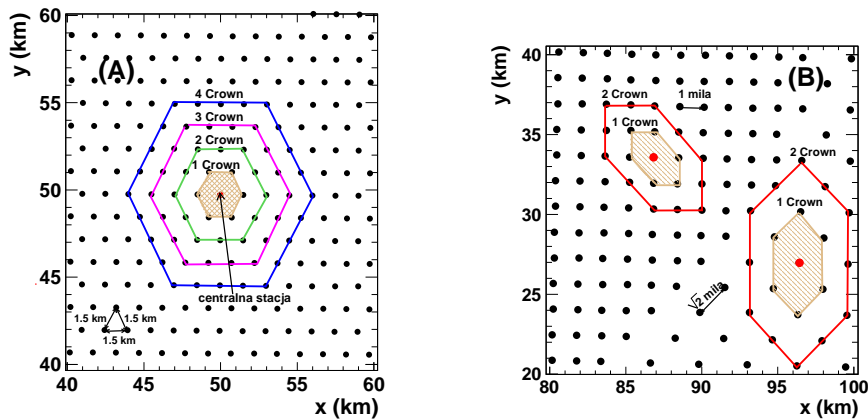 (A)
y (km)
60
55
50
45
40
4 Crown
3 Crown
2 Crown
1 Crown
centralna stacja
1.5 km 1.5 km
1.5 km
40 45 50 55 60
x (km)
(B)
y (km)
40
35
30
25
20
2 Crown
1 mila
1 Crown
2 Crown
1 Crown
√2 mila
80 85 90 95 100
x (km)